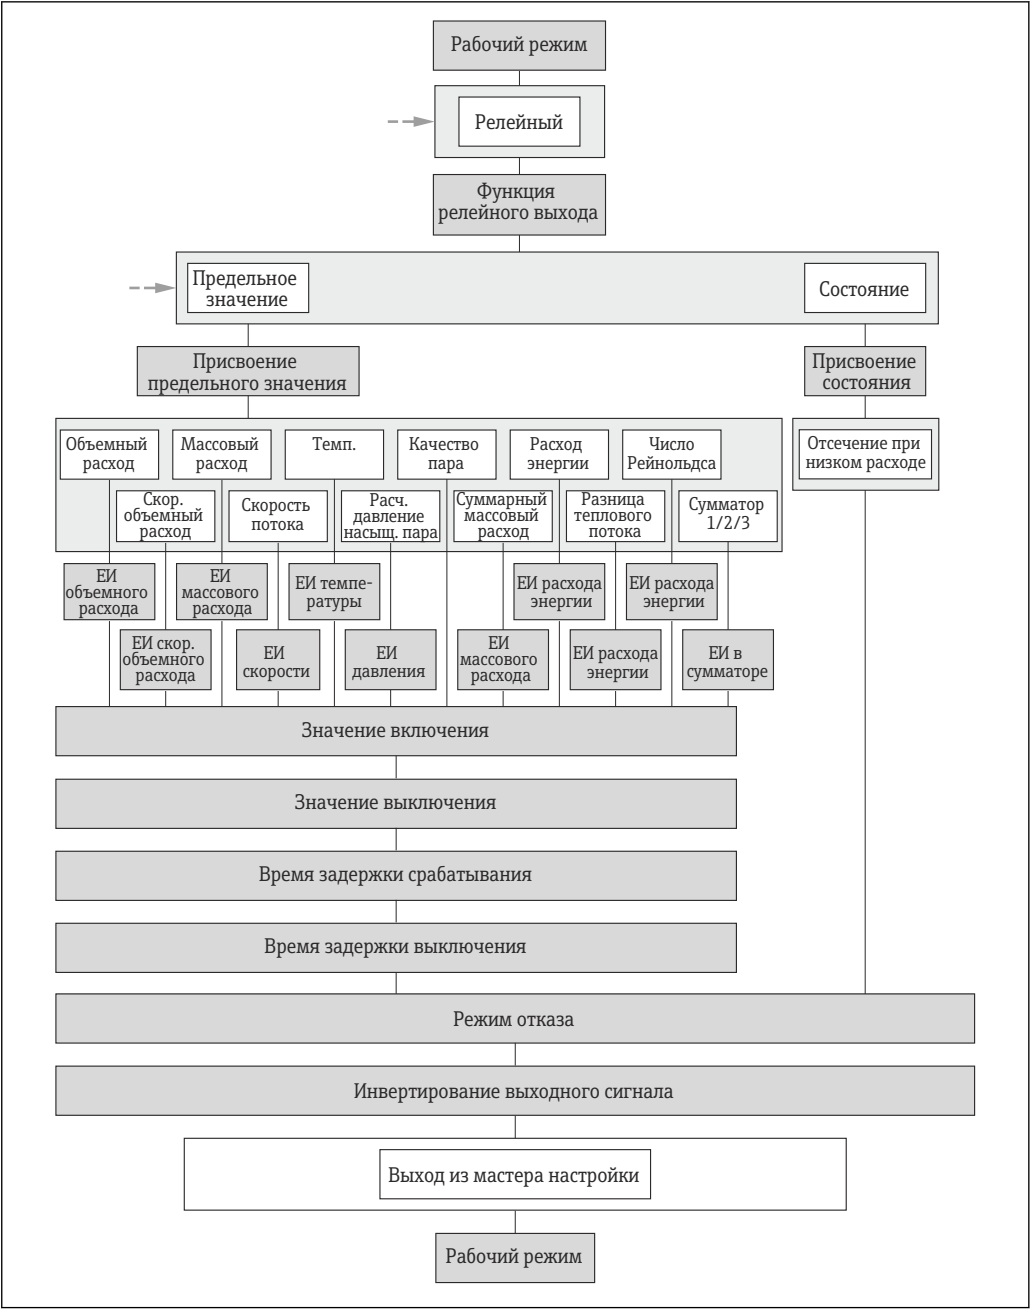 Рабочий режим
Релейный
Функция
релейного выхода
Предельное
значение
Состояние
Присвоение
предельного значения
Присвоение
состояния
Объемный
расход
Массовый
расход
Темп.
Качество
пара
Расход
энергии
Число
Рейнольдса
Отсечение при
низком расходе
Скор.
объемный
расход
Скорость
потока
Расч.
давление
насыщ. пара
Суммарный
массовый
расход
Разница
теплового
потока
Сумматор
1/2/3
ЕИ
объемного
расхода
ЕИ
массового
расхода
ЕИ темпе-
ратуры
ЕИ расхода
энергии
ЕИ расхода
энергии
ЕИ скор.
объемного
расхода
ЕИ
скорости
ЕИ
давления
ЕИ
массового
расхода
ЕИ расхода
энергии
ЕИ в
сумматоре
Значение включения
Значение выключения
Время задержки срабатывания
Время задержки выключения
Режим отказа
Инвертирование выходного сигнала
Выход из мастера настройки
Рабочий режим